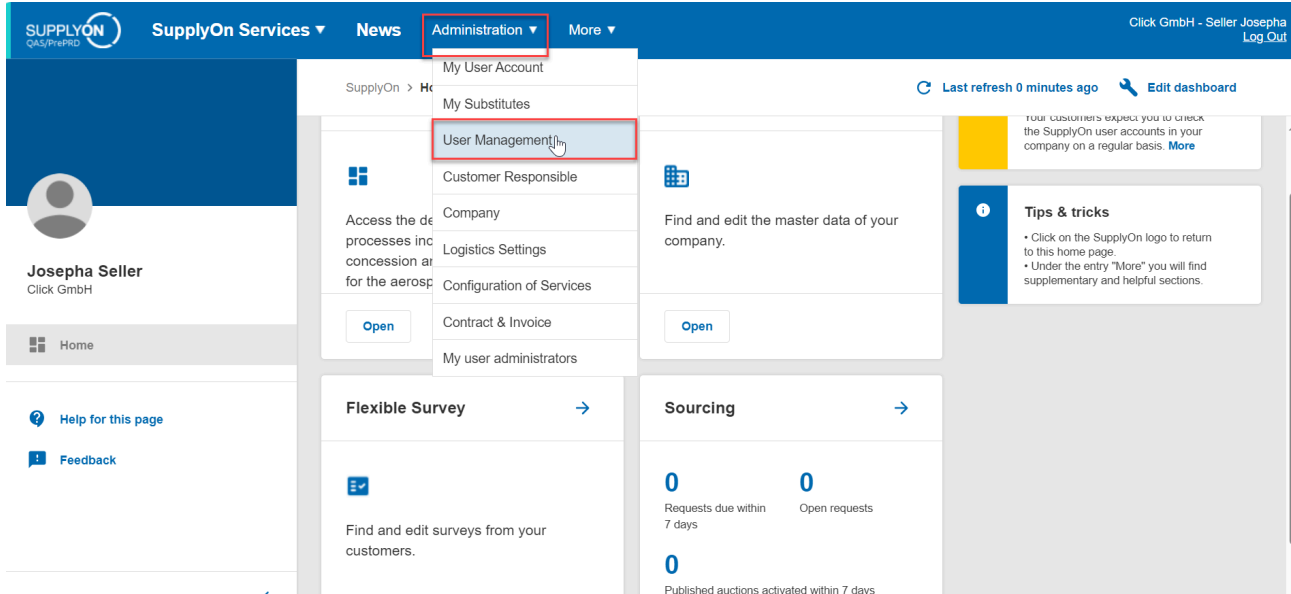 SUPPLYON
QAS/PrePRD
SupplyOn Services ▼
News
Administration ▼
More ▼
Click GmbH - Seller Josepha
Log Out
My User Account
My Substitutes
User Management
Customer Responsible
Company
Logistics Settings
Configuration of Services
Contract & Invoice
My user administrators
SupplyOn >
Last refresh 0 minutes ago
Edit dashboard
Josepha Seller
Click GmbH
Home
Help for this page
Feedback
Access the
processes
concession
for the
Open
Find and edit the master data of your
company.
Open
Your customers expect you to check
the SupplyOn user accounts in your
company on a regular basis. More
Tips & tricks
• Click on the SupplyOn logo to return
to this home page.
• Under the entry "More" you will find
supplementary and helpful sections.
Flexible Survey
Find and edit surveys from your
customers.
Sourcing
0
Requests due within
7 days
0
Open requests
0
Published auctions activated within 7 days